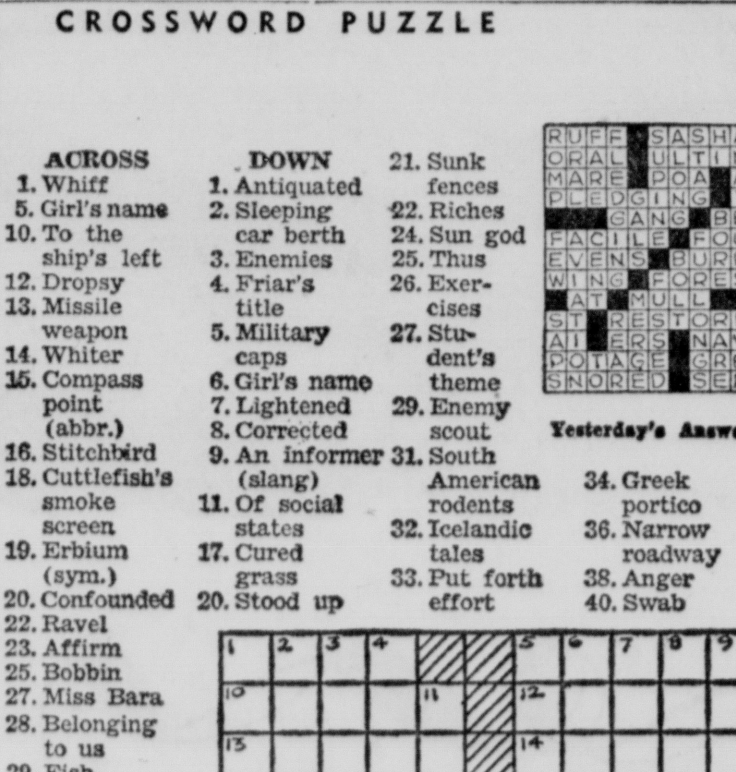 CROSSWORD PUZZLE
ACROSS
1. Whiff
5. Girl's name
10. To the
ship's left
12. Dropsy
13. Missile
weapon
14. Whiter
15. Compass
point
(abbr.)
16. Stitchbird
18. Cuttlefish's
smoke
screen
19. Erbium
(sym.)
20. Confounded
22. Ravel
23. Affirm
25. Bobbin
27. Miss Bara
28. Belonging
to us
29. Fish
DOWN
1. Antiquated
2. Sleeping
car berth
3. Enemies
4. Friar's
title
5. Military
caps
6. Girl's name
7. Lightened
8. Corrected
9. An informer
(slang)
11. Of social
states
17. Cured
grass
20. Stood up
21. Sunk
fences
22. Riches
24. Sun god
25. Thus
26. Exer-
cises
27. Stu-
dent's
theme
29. Enemy
scout
31. South
American
rodents
32. Icelandic
tales
33. Put forth
effort
34. Greek
portico
36. Narrow
roadway
38. Anger
40. Swab
RUFF SASH
ORAL ULTI
MARE POA
PLEDGING
GANG B
FACILE FO
EVENS BUR
WING FORE
AT MULL
ST RESTOR
AI ERS NA
POTAGE GR
SNORED SE
Yesterday's
1 2 3 4 5 6 7 8 9
10 11 12
13 14